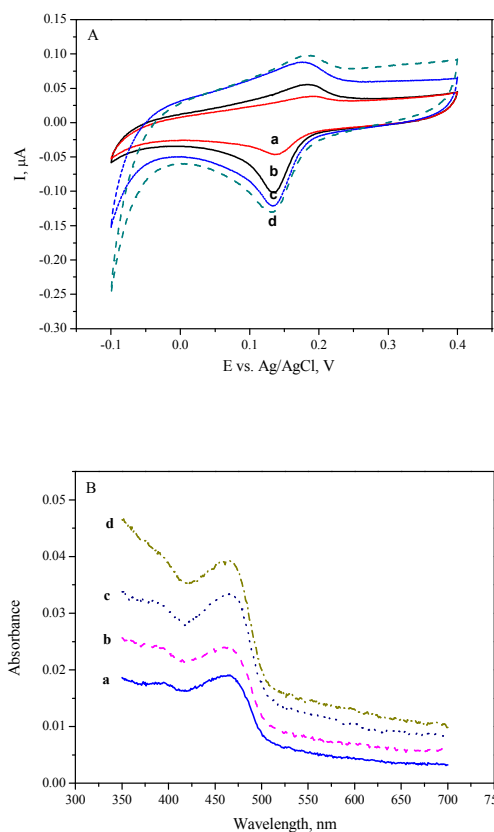 A
0.15
0.10
0.05
0.00
-0.05
-0.10
-0.15
-0.20
-0.25
-0.30
I, µA
a
b
c
d
-0.1
0.0
0.1
0.2
0.3
0.4
E vs. Ag/AgCl, V
B
0.05
0.04
0.03
0.02
0.01
0.00
Absorbance
d
c
b
a
300
350
400
450
500
550
600
650
700
75
Wavelength, nm